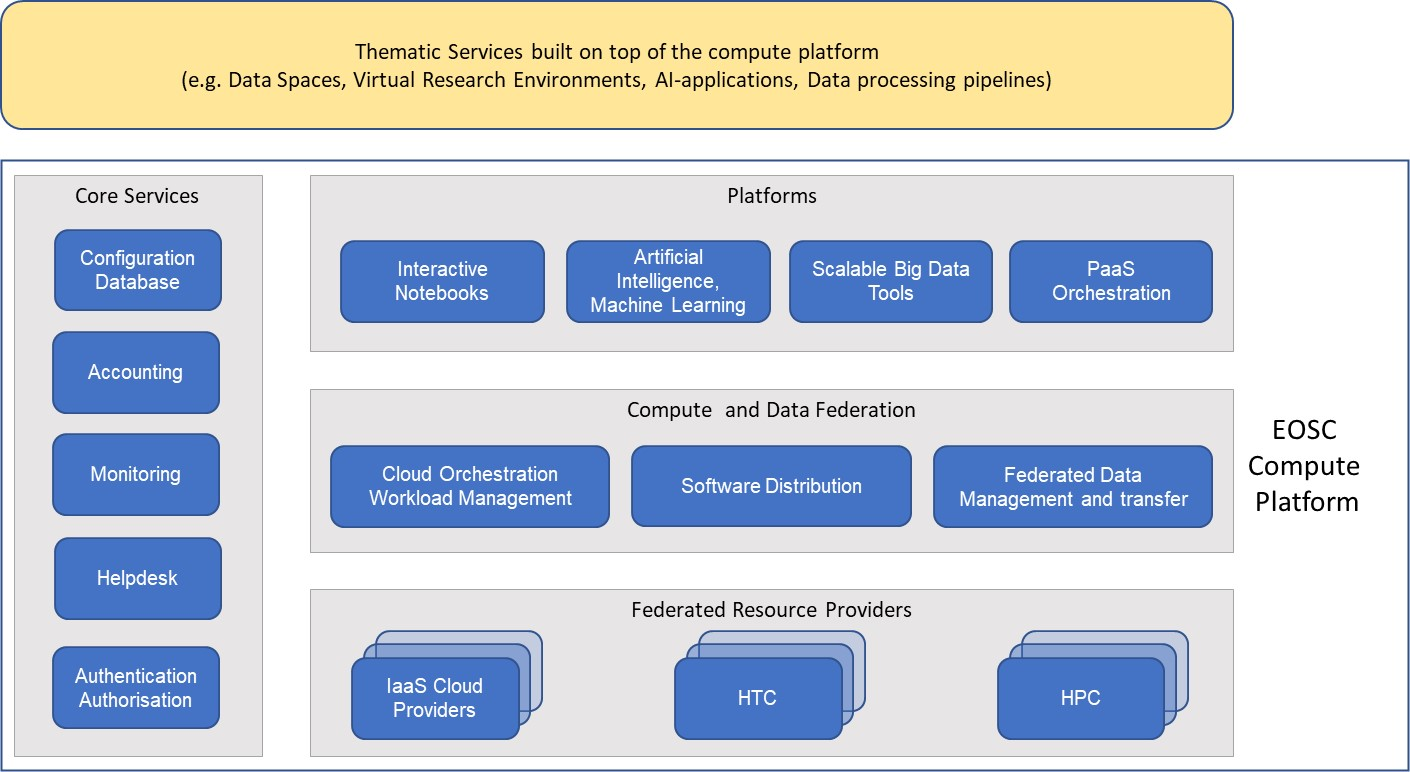 Thematic Services built on top of the compute platform
(e.g. Data Spaces, Virtual Research Environments, AI-applications, Data processing pipelines)
Core Services
Configuration
Database
Accounting
Monitoring
Helpdesk
Authentication
Authorisation
Platforms
Interactive
Notebooks
Artificial
Intelligence,
Machine Learning
Scalable Big Data
Tools
PaaS
Orchestration
Compute and Data Federation
Cloud Orchestration
Workload Management
Software Distribution
Federated Data
Management and transfer
Federated Resource Providers
IaaS Cloud
Providers
HTC
HPC
EOSC
Compute
Platform